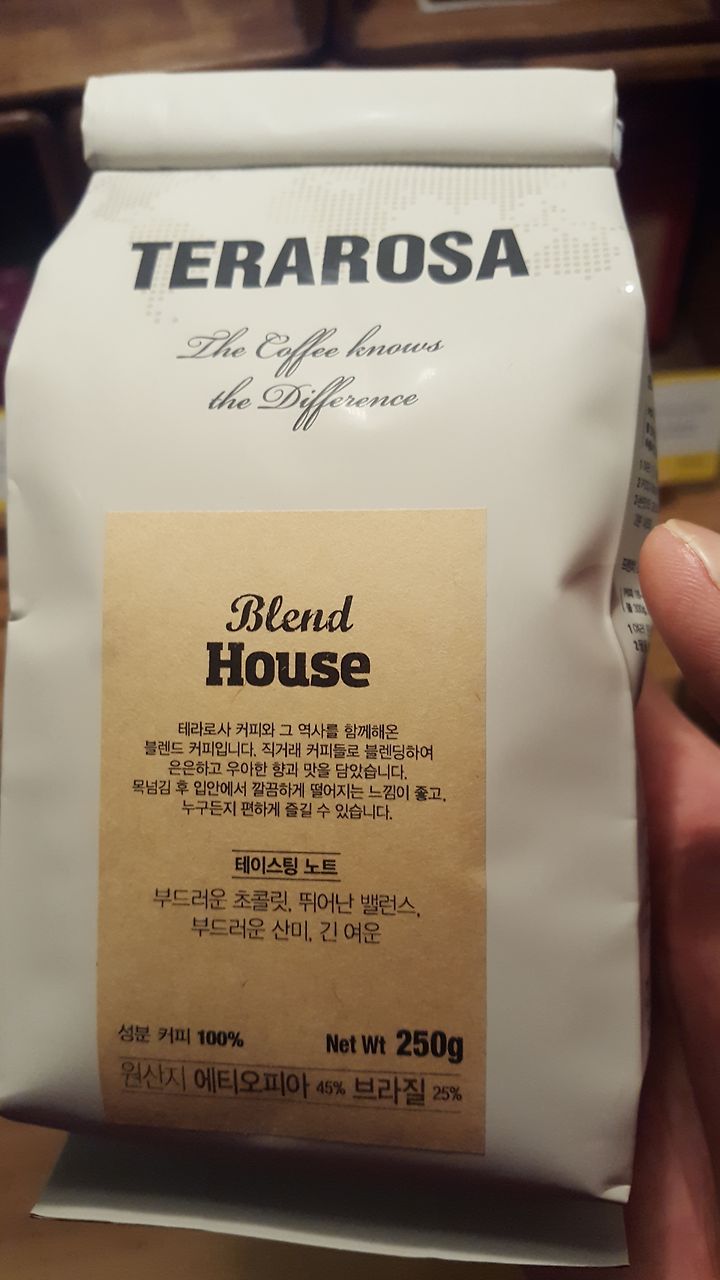 TERAROSA
The Coffee knows
the Difference
Blend
House
테라로사 커피와 그 역사를 함께해온
블렌드 커피입니다. 직거래 커피들로 블렌딩하여
은은하고 우아한 향과 맛을 담았습니다.
목넘김 후 입안에서 깔끔하게 떨어지는 느낌이 좋고,
누구든지 편하게 즐길 수 있습니다.
테이스팅 노트
부드러운 초콜릿, 뛰어난 밸런스,
부드러운 산미, 긴 여운
성분 커피 100% Net Wt 250g
원산지 에티오피아 45% 브라질 25%